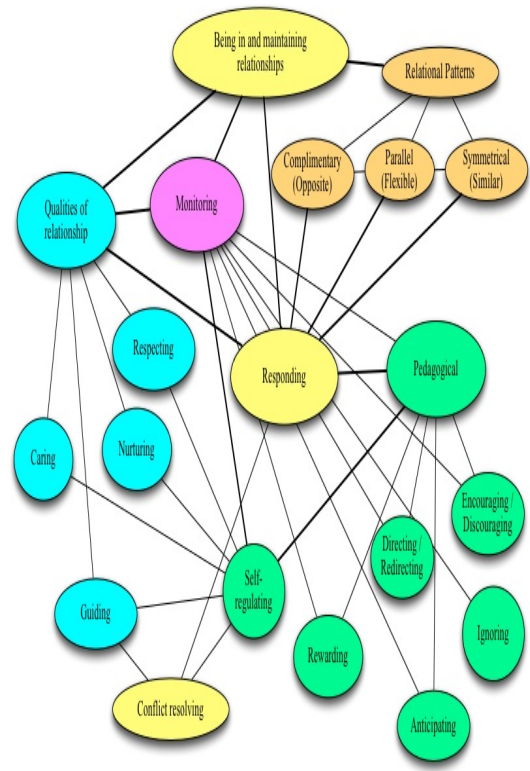 Being in and maintaining
relationships
Relational Patterns
Complimentary
(Opposite)
Parallel
(Flexible)
Symmetrical
(Similar)
Qualities of
relationship
Monitoring
Respecting
Responding
Pedagogical
Caring
Nurturing
Encouraging /
Discouraging
Directing /
Redirecting
Self-
regulating
Guiding
Ignoring
Rewarding
Conflict resolving
Anticipating